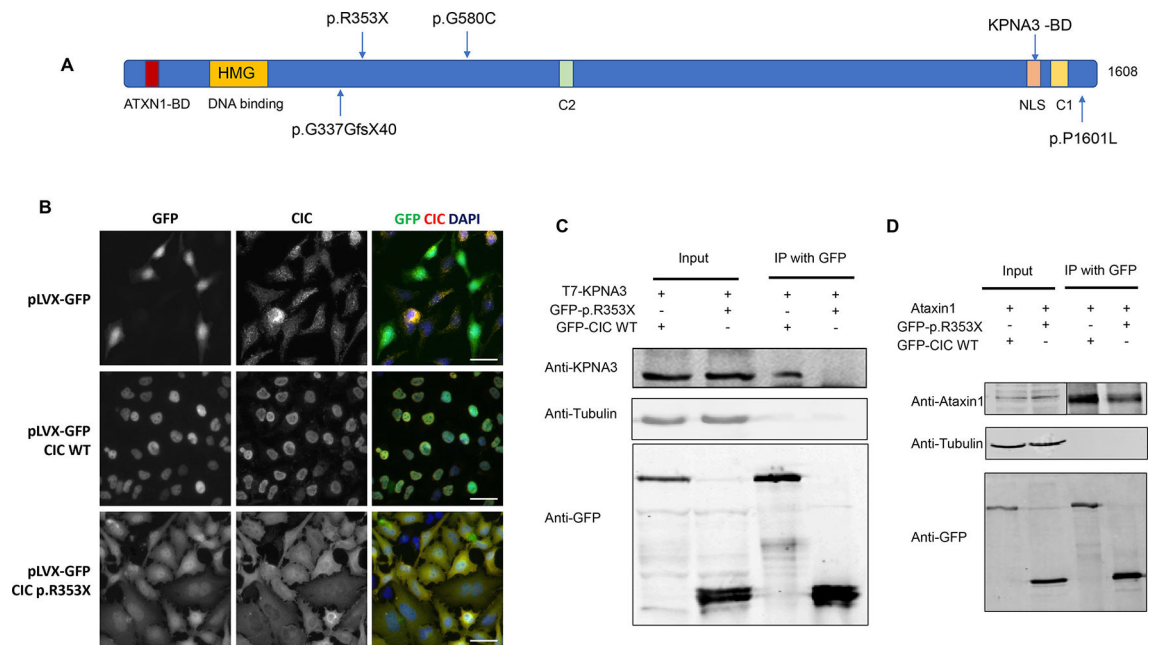 p.R353X
p.G580C
KPNA3 -BD
A
HMG
1608
ATXN1-BD
DNA binding
C2
NLS
C1
p.G337GfsX40
p.P1601L
B
GFP
CIC
GFP CIC DAPI
pLVX-GFP
pLVX-GFP
CIC WT
pLVX-GFP
CIC p.R353X
C
Input
IP with GFP
T7-KPNA3
+ + + +
GFP-p.R353X
- + - +
GFP-CIC WT
+ - + -
Anti-KPNA3
Anti-Tubulin
Anti-GFP
D
Input
IP with GFP
Ataxin1
+ + + +
GFP-p.R353X
- + - +
GFP-CIC WT
+ - + -
Anti-Ataxin1
Anti-Tubulin
Anti-GFP